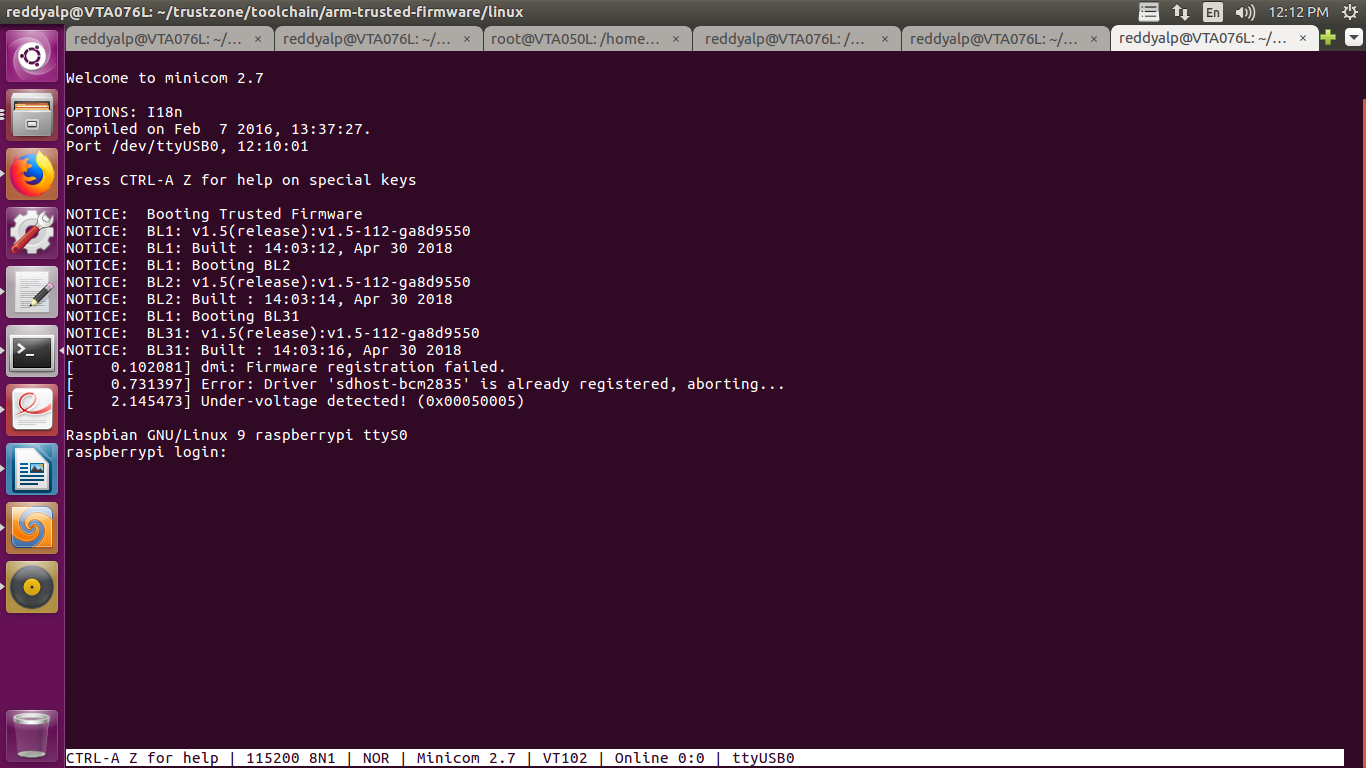 reddyalp@VTA076L: ~/trustzone/toolchain/arm-trusted-firmware/linux
En 12:12 PM
reddyalp@VTA076L: ~/... × reddyalp@VTA076L: ~/... × root@VTA050L: /home... × reddyalp@VTA076L: /... × reddyalp@VTA076L: ~/... × reddyalp@VTA076L: ~/... ×
Welcome to minicom 2.7
OPTIONS: I18n
Compiled on Feb  7 2016, 13:37:27.
Port /dev/ttyUSB0, 12:10:01
Press CTRL-A Z for help on special keys
NOTICE:  Booting Trusted Firmware
NOTICE:  BL1: v1.5(release):v1.5-112-ga8d9550
NOTICE:  BL1: Built : 14:03:12, Apr 30 2018
NOTICE:  BL1: Booting BL2
NOTICE:  BL2: v1.5(release):v1.5-112-ga8d9550
NOTICE:  BL2: Built : 14:03:14, Apr 30 2018
NOTICE:  BL1: Booting BL31
NOTICE:  BL31: v1.5(release):v1.5-112-ga8d9550
NOTICE:  BL31: Built : 14:03:16, Apr 30 2018
[    0.102081] dmi: Firmware registration failed.
[    0.731397] Error: Driver 'sdhost-bcm2835' is already registered, aborting...
[    2.145473] Under-voltage detected! (0x00050005)
Raspbian GNU/Linux 9 raspberrypi ttyS0
raspberrypi login:
CTRL-A Z for help | 115200 8N1 | NOR | Minicom 2.7 | VT102 | Online 0:0 | ttyUSB0